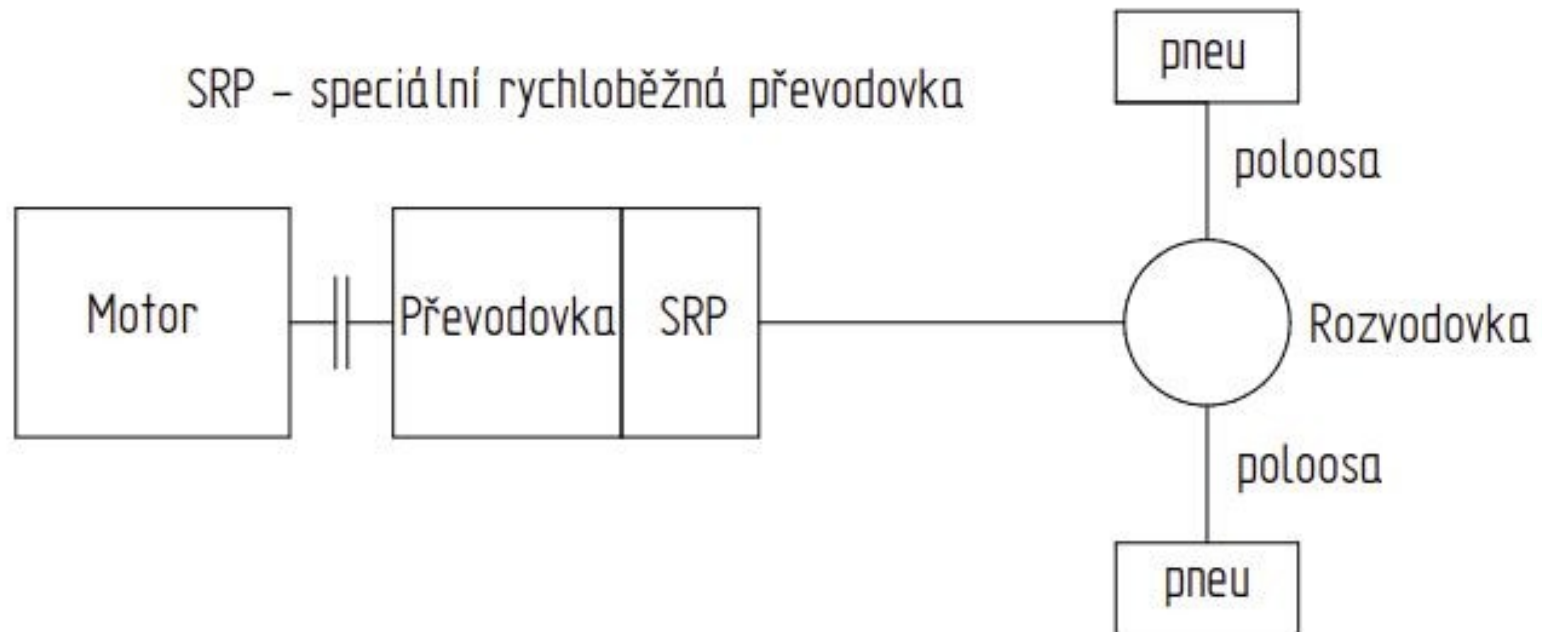 pneu
SRP – speciální rychloběžná převodovka
poloosa
Motor
Převodovka
SRP
Rozvodovka
poloosa
pneu